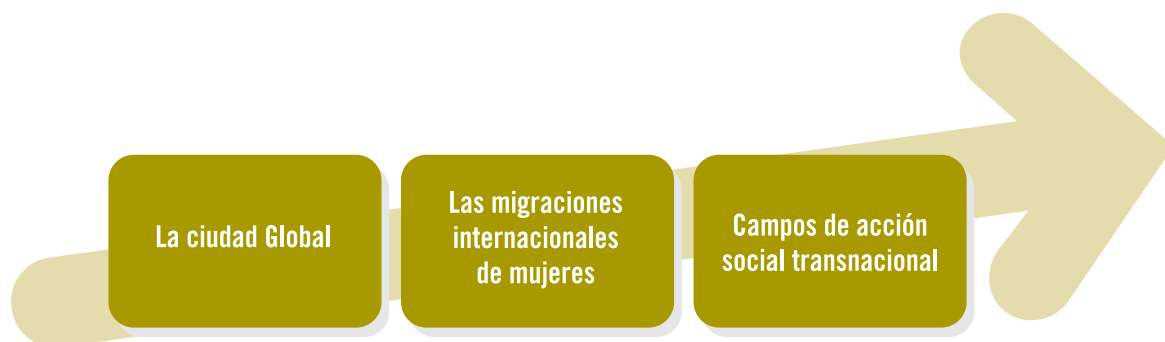 La ciudad Global
Las migraciones
internacionales
de mujeres
Campos de acción
social transnacional